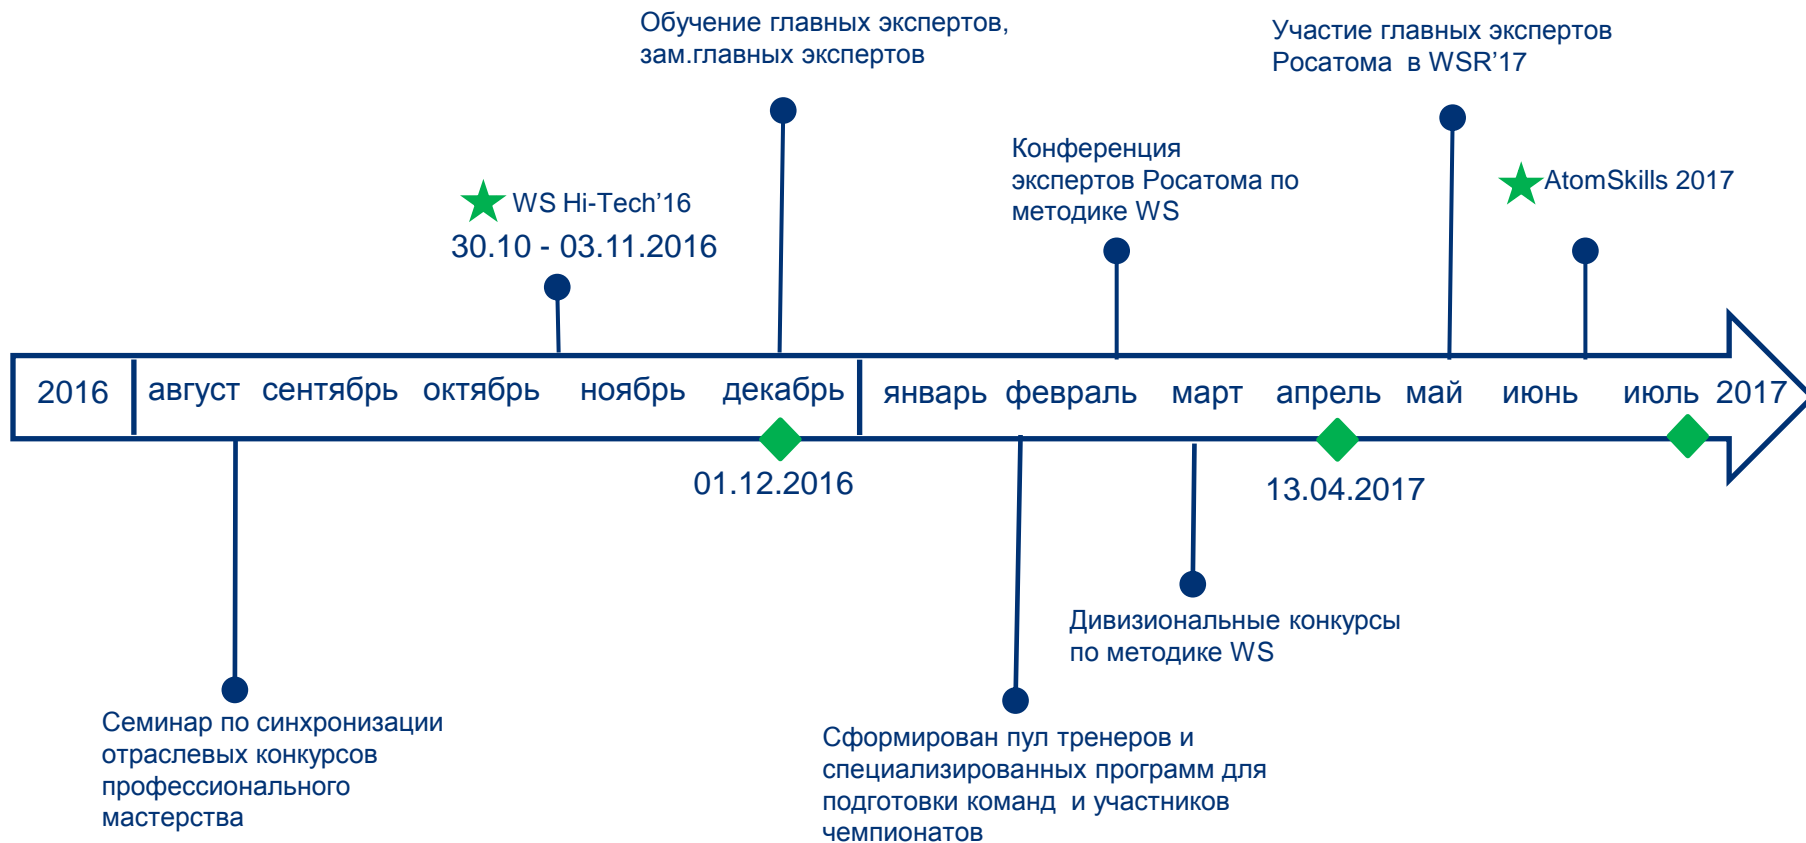 Обучение главных экспертов,
зам.главных экспертов
Участие главных экспертов
Росатома в WSR’17
Конференция
экспертов Росатома по
методике WS
AtomSkills 2017
WS Hi-Tech’16
30.10 - 03.11.2016
2016
август
сентябрь
октябрь
ноябрь
декабрь
январь
февраль
март
апрель
май
июнь
июль
2017
01.12.2016
13.04.2017
Дивизиональные конкурсы
по методике WS
Семинар по синхронизации
отраслевых конкурсов
профессионального
мастерства
Сформирован пул тренеров и
специализированных программ для
подготовки команд и участников
чемпионатов